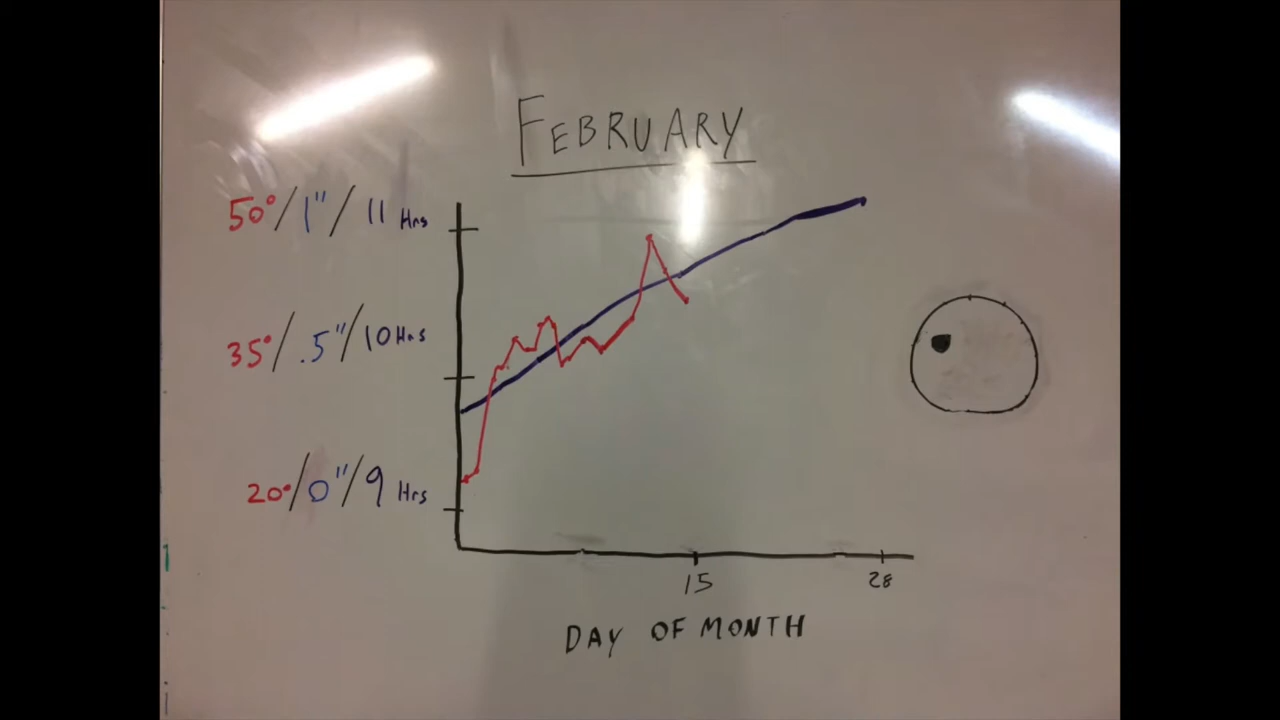 FEBRUARY
50°/1"/11 Hrs
35°/.5"/10 Hrs
20°/0"/9 Hrs
15
28
DAY OF MONTH